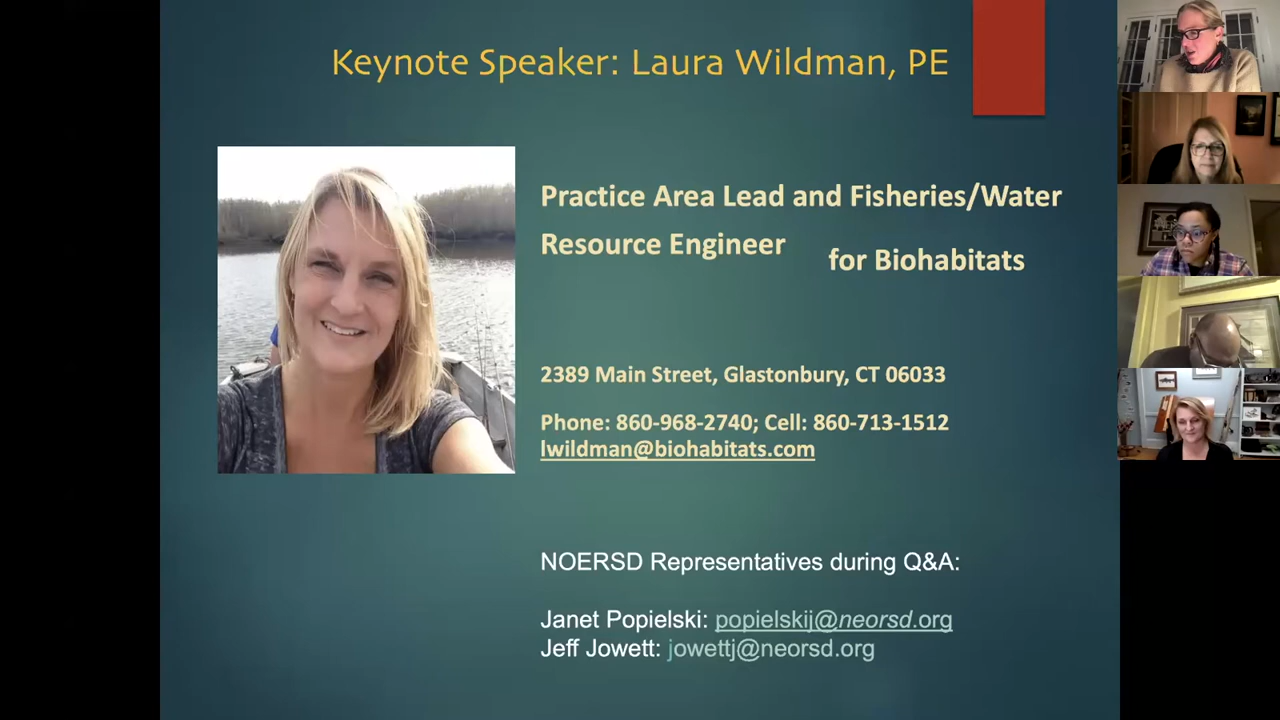 Keynote Speaker: Laura Wildman, PE
Practice Area Lead and Fisheries/Water
Resource Engineer
for Biohabitats
2389 Main Street, Glastonbury, CT 06033
Phone: 860-968-2740; Cell: 860-713-1512
lwildman@biohabitats.com
NOERSD Representatives during Q&A:
Janet Popielski: popielskij@neorsd.org
Jeff Jowett: jowettj@neorsd.org